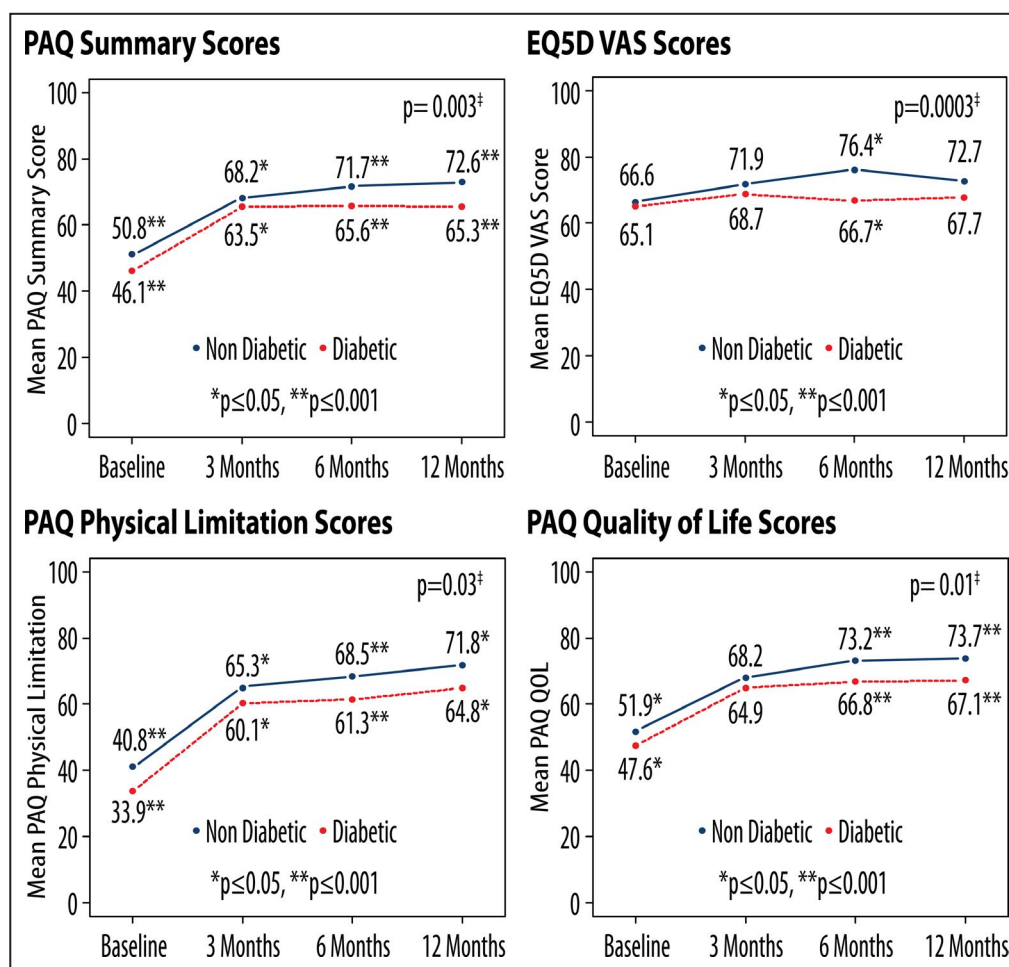 PAQ Summary Scores
Mean PAQ Summary Score
100
80
60
40
20
0
p= 0.003‡
50.8**
68.2*
71.7**
72.6**
46.1**
63.5*
65.6**
65.3**
• Non Diabetic • Diabetic
*p≤0.05, **p≤0.001
Baseline 3 Months 6 Months 12 Months
EQ5D VAS Scores
Mean EQ5D VAS Score
100
80
60
40
20
0
p=0.0003‡
66.6
71.9
76.4*
72.7
65.1
68.7
66.7*
67.7
• Non Diabetic • Diabetic
*p≤0.05, **p≤0.001
Baseline 3 Months 6 Months 12 Months
PAQ Physical Limitation Scores
Mean PAQ Physical Limitation
100
80
60
40
20
0
p=0.03‡
40.8**
65.3*
68.5**
71.8*
33.9**
60.1*
61.3**
64.8*
• Non Diabetic • Diabetic
*p≤0.05, **p≤0.001
Baseline 3 Months 6 Months 12 Months
PAQ Quality of Life Scores
Mean PAQ QOL
100
80
60
40
20
0
p= 0.01‡
51.9*
68.2
73.2**
73.7**
47.6*
64.9
66.8**
67.1**
• Non Diabetic • Diabetic
*p≤0.05, **p≤0.001
Baseline 3 Months 6 Months 12 Months